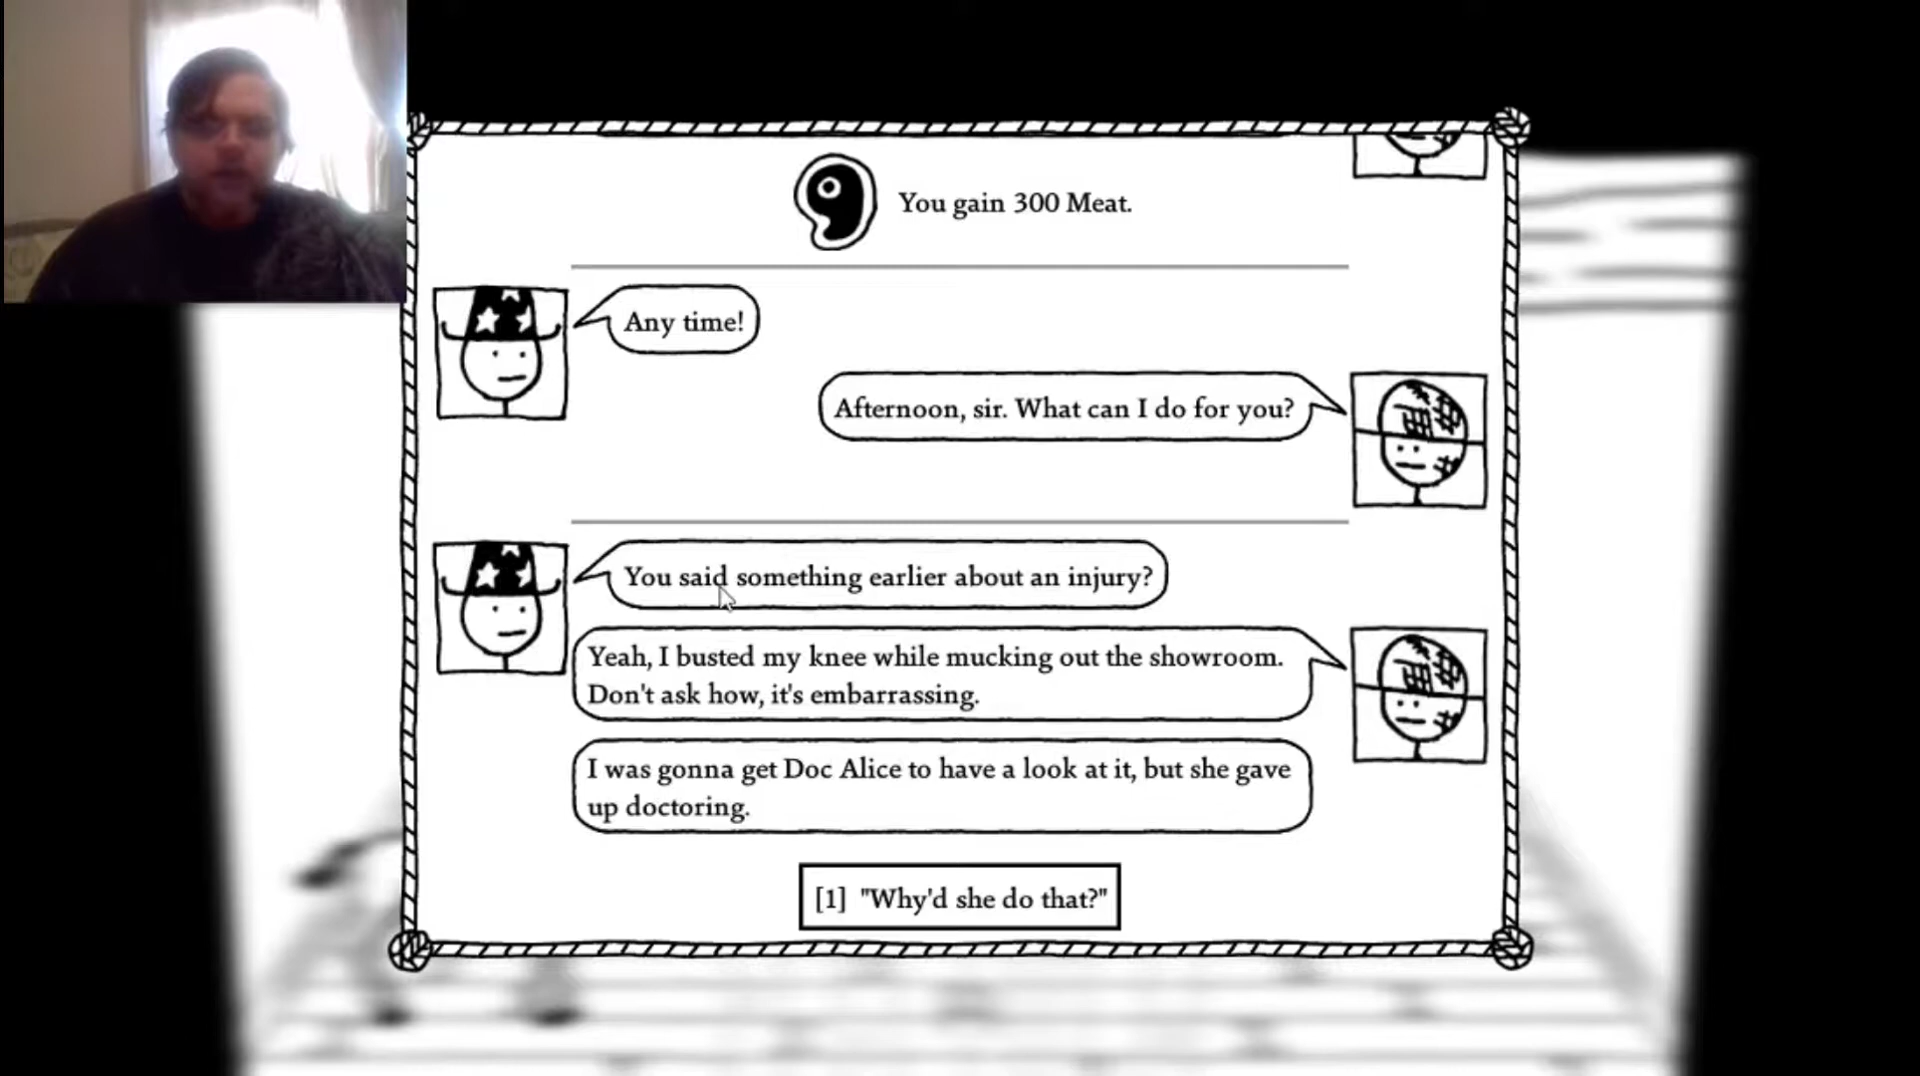 You gain 300 Meat.
Any time!
Afternoon, sir. What can I do for you?
You said something earlier about an injury?
Yeah, I busted my knee while mucking out the showroom.
Don't ask how, it's embarrassing.
I was gonna get Doc Alice to have a look at it, but she gave
up doctoring.
[1] "Why'd she do that?"